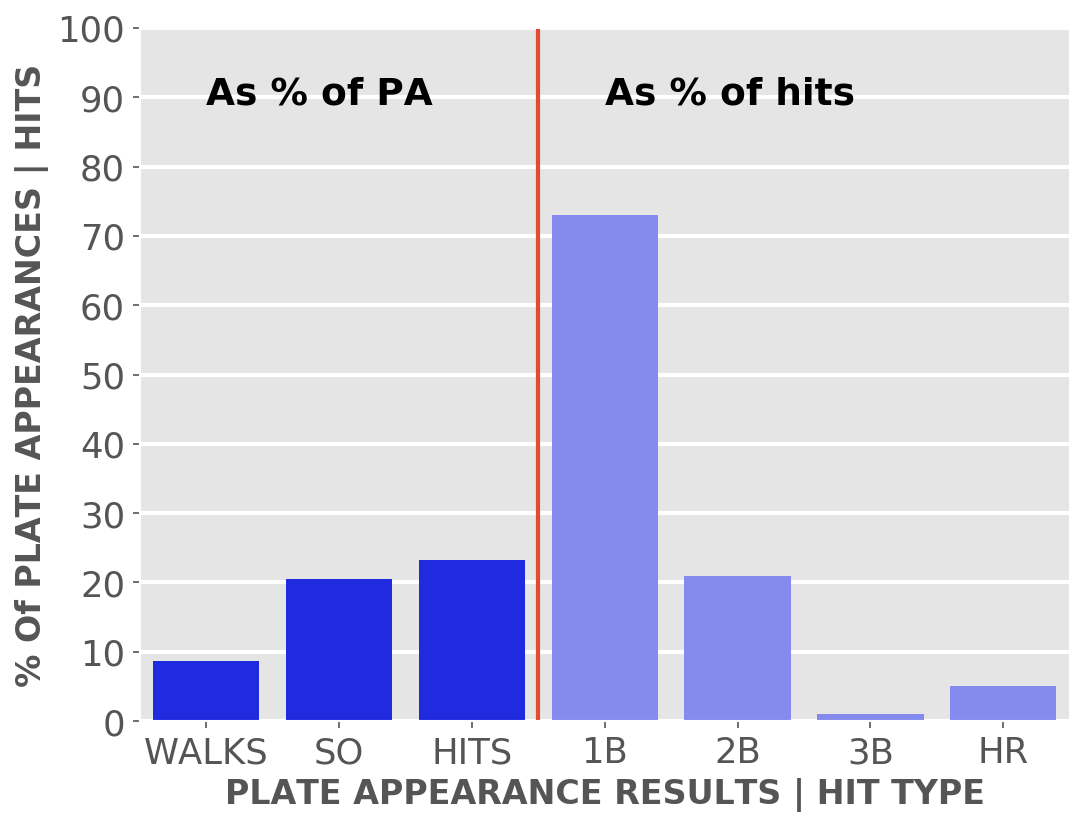 % Of PLATE APPEARANCES | HITS
100
90
80
70
60
50
40
30
20
10
0
As % of PA
As % of hits
WALKS SO HITS 1B 2B 3B HR
PLATE APPEARANCE RESULTS | HIT TYPE